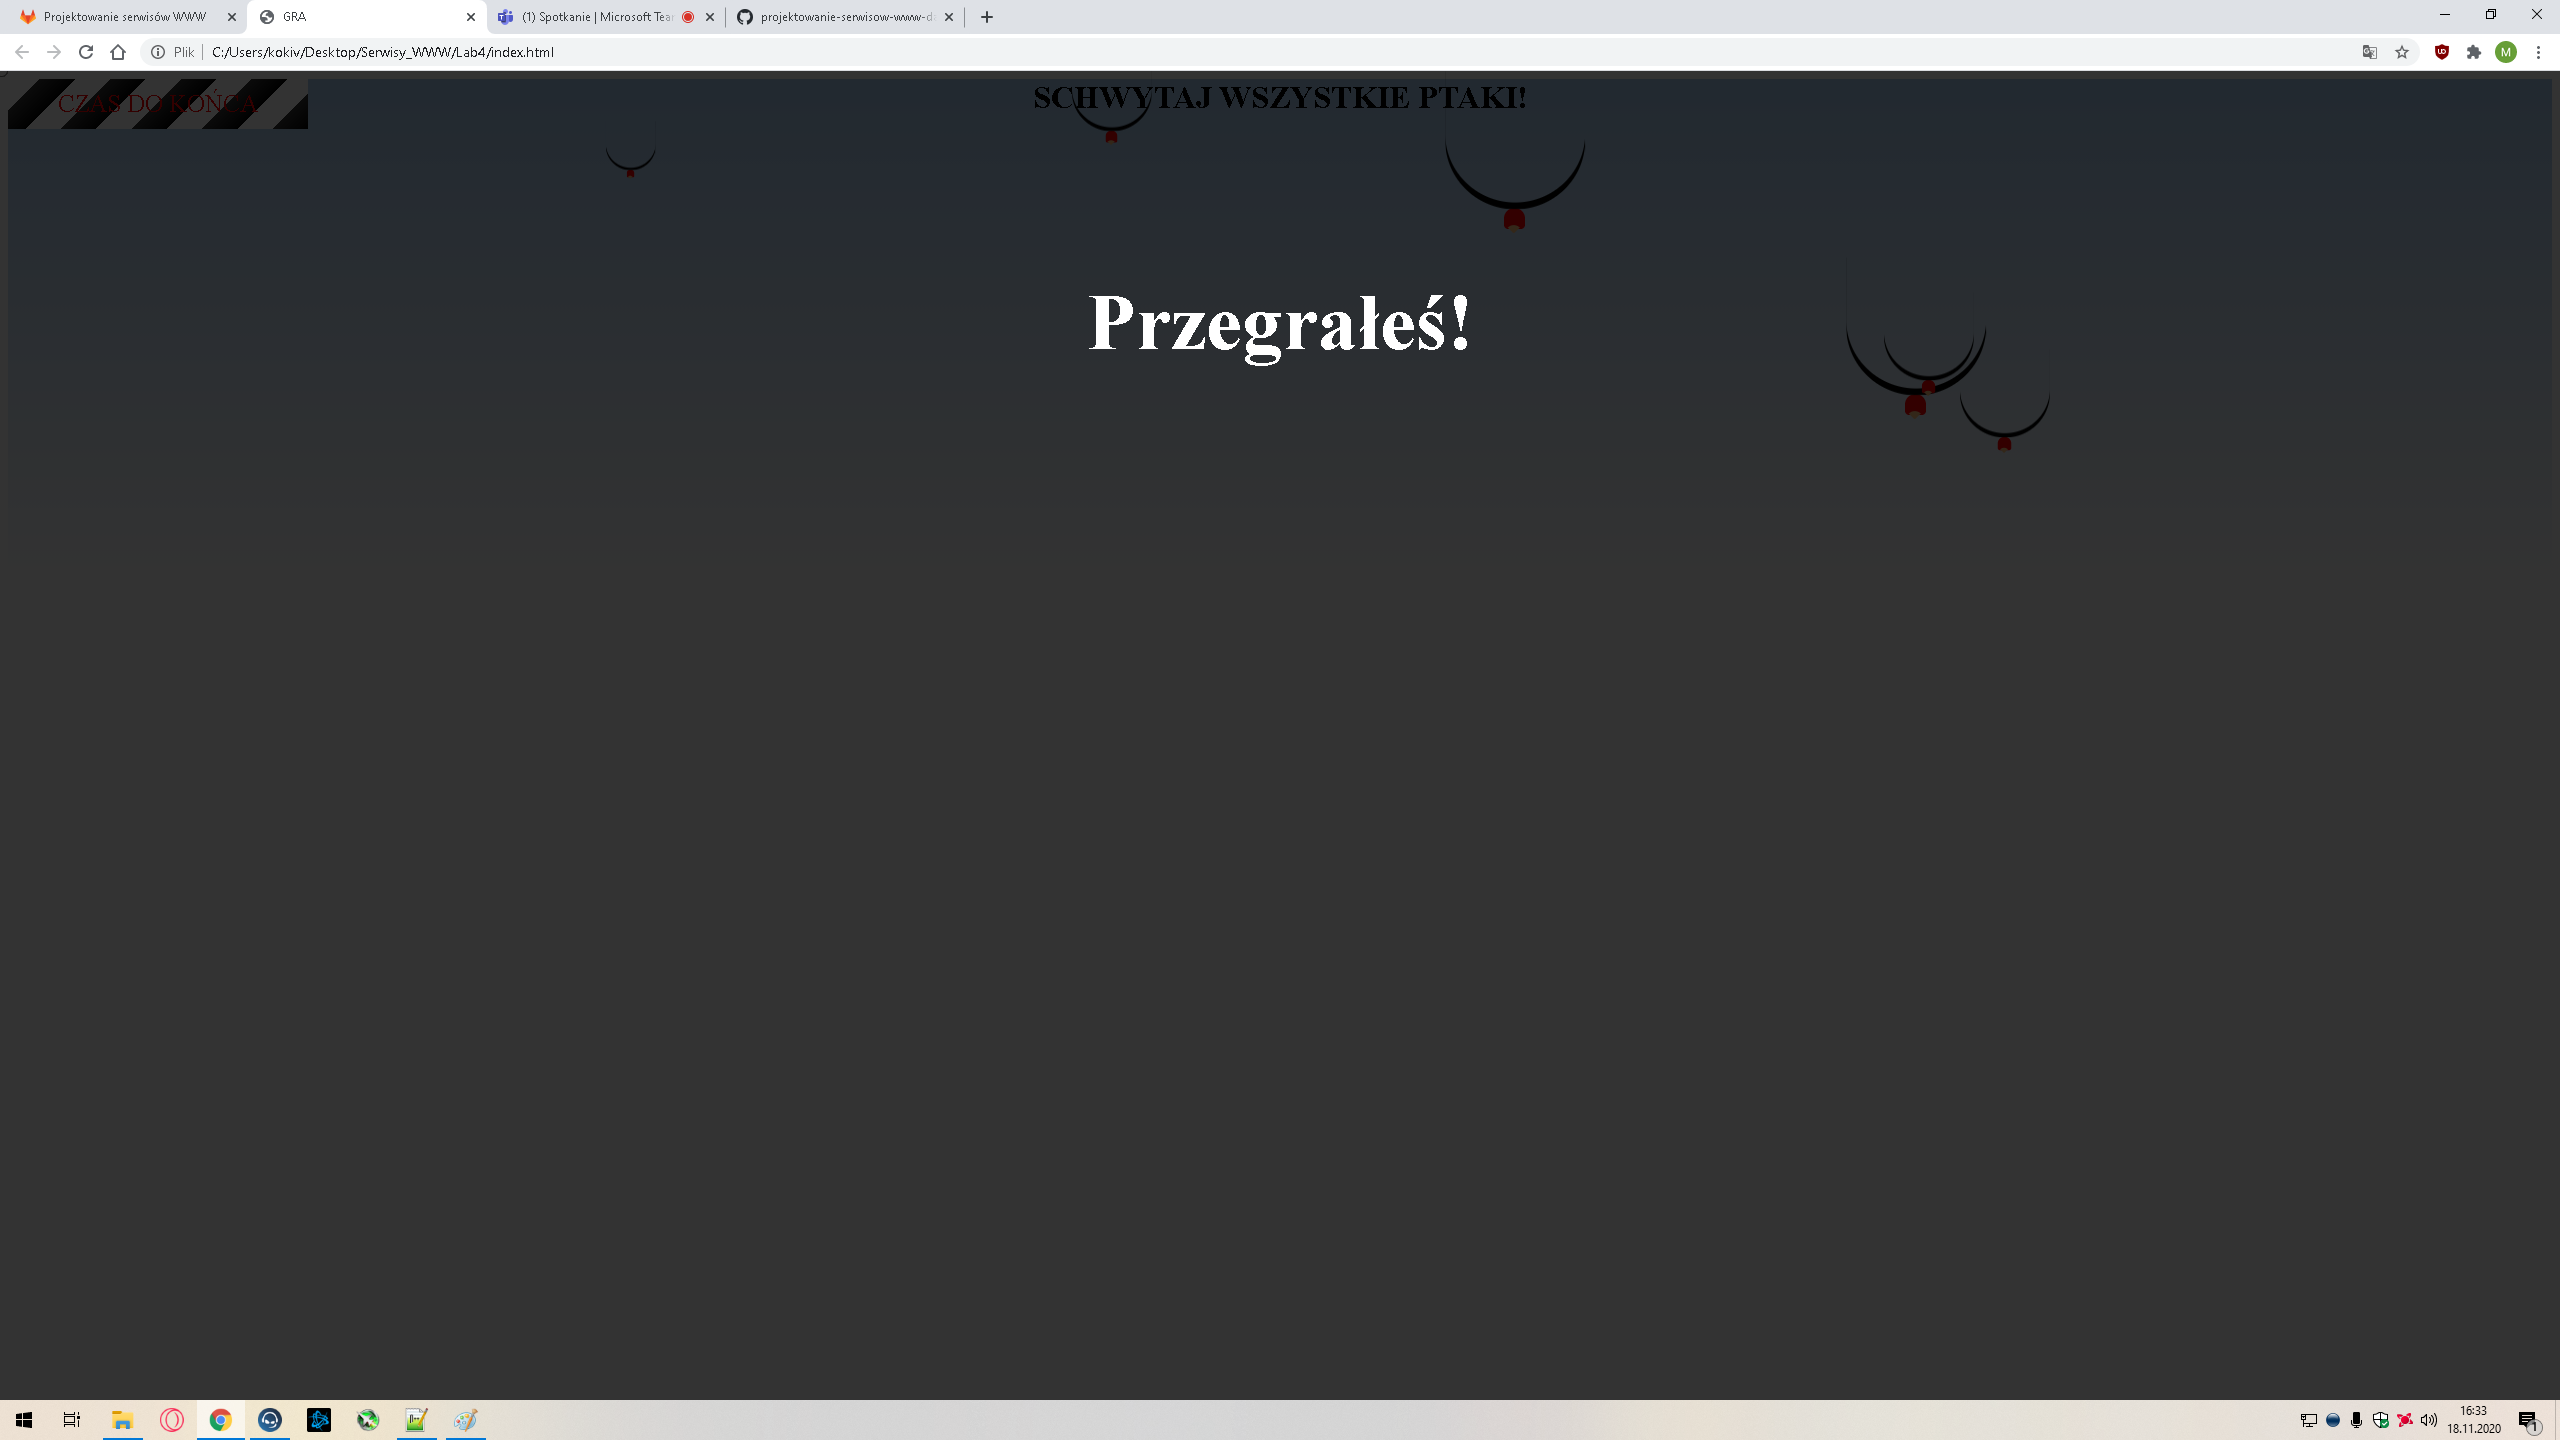 Projektowanie serwisów WWW
GRA
(1) Spotkanie | Microsoft Tea
projektowanie-serwisow-www-d
Plik
C:/Users/kokiv/Desktop/Serwisy_WWW/Lab4/index.html
M
CZAS DO KOŃCA
SCHWYTAJ WSZYSTKIE PTAKI!
Przegrałeś!
16:33
18.11.2020
1